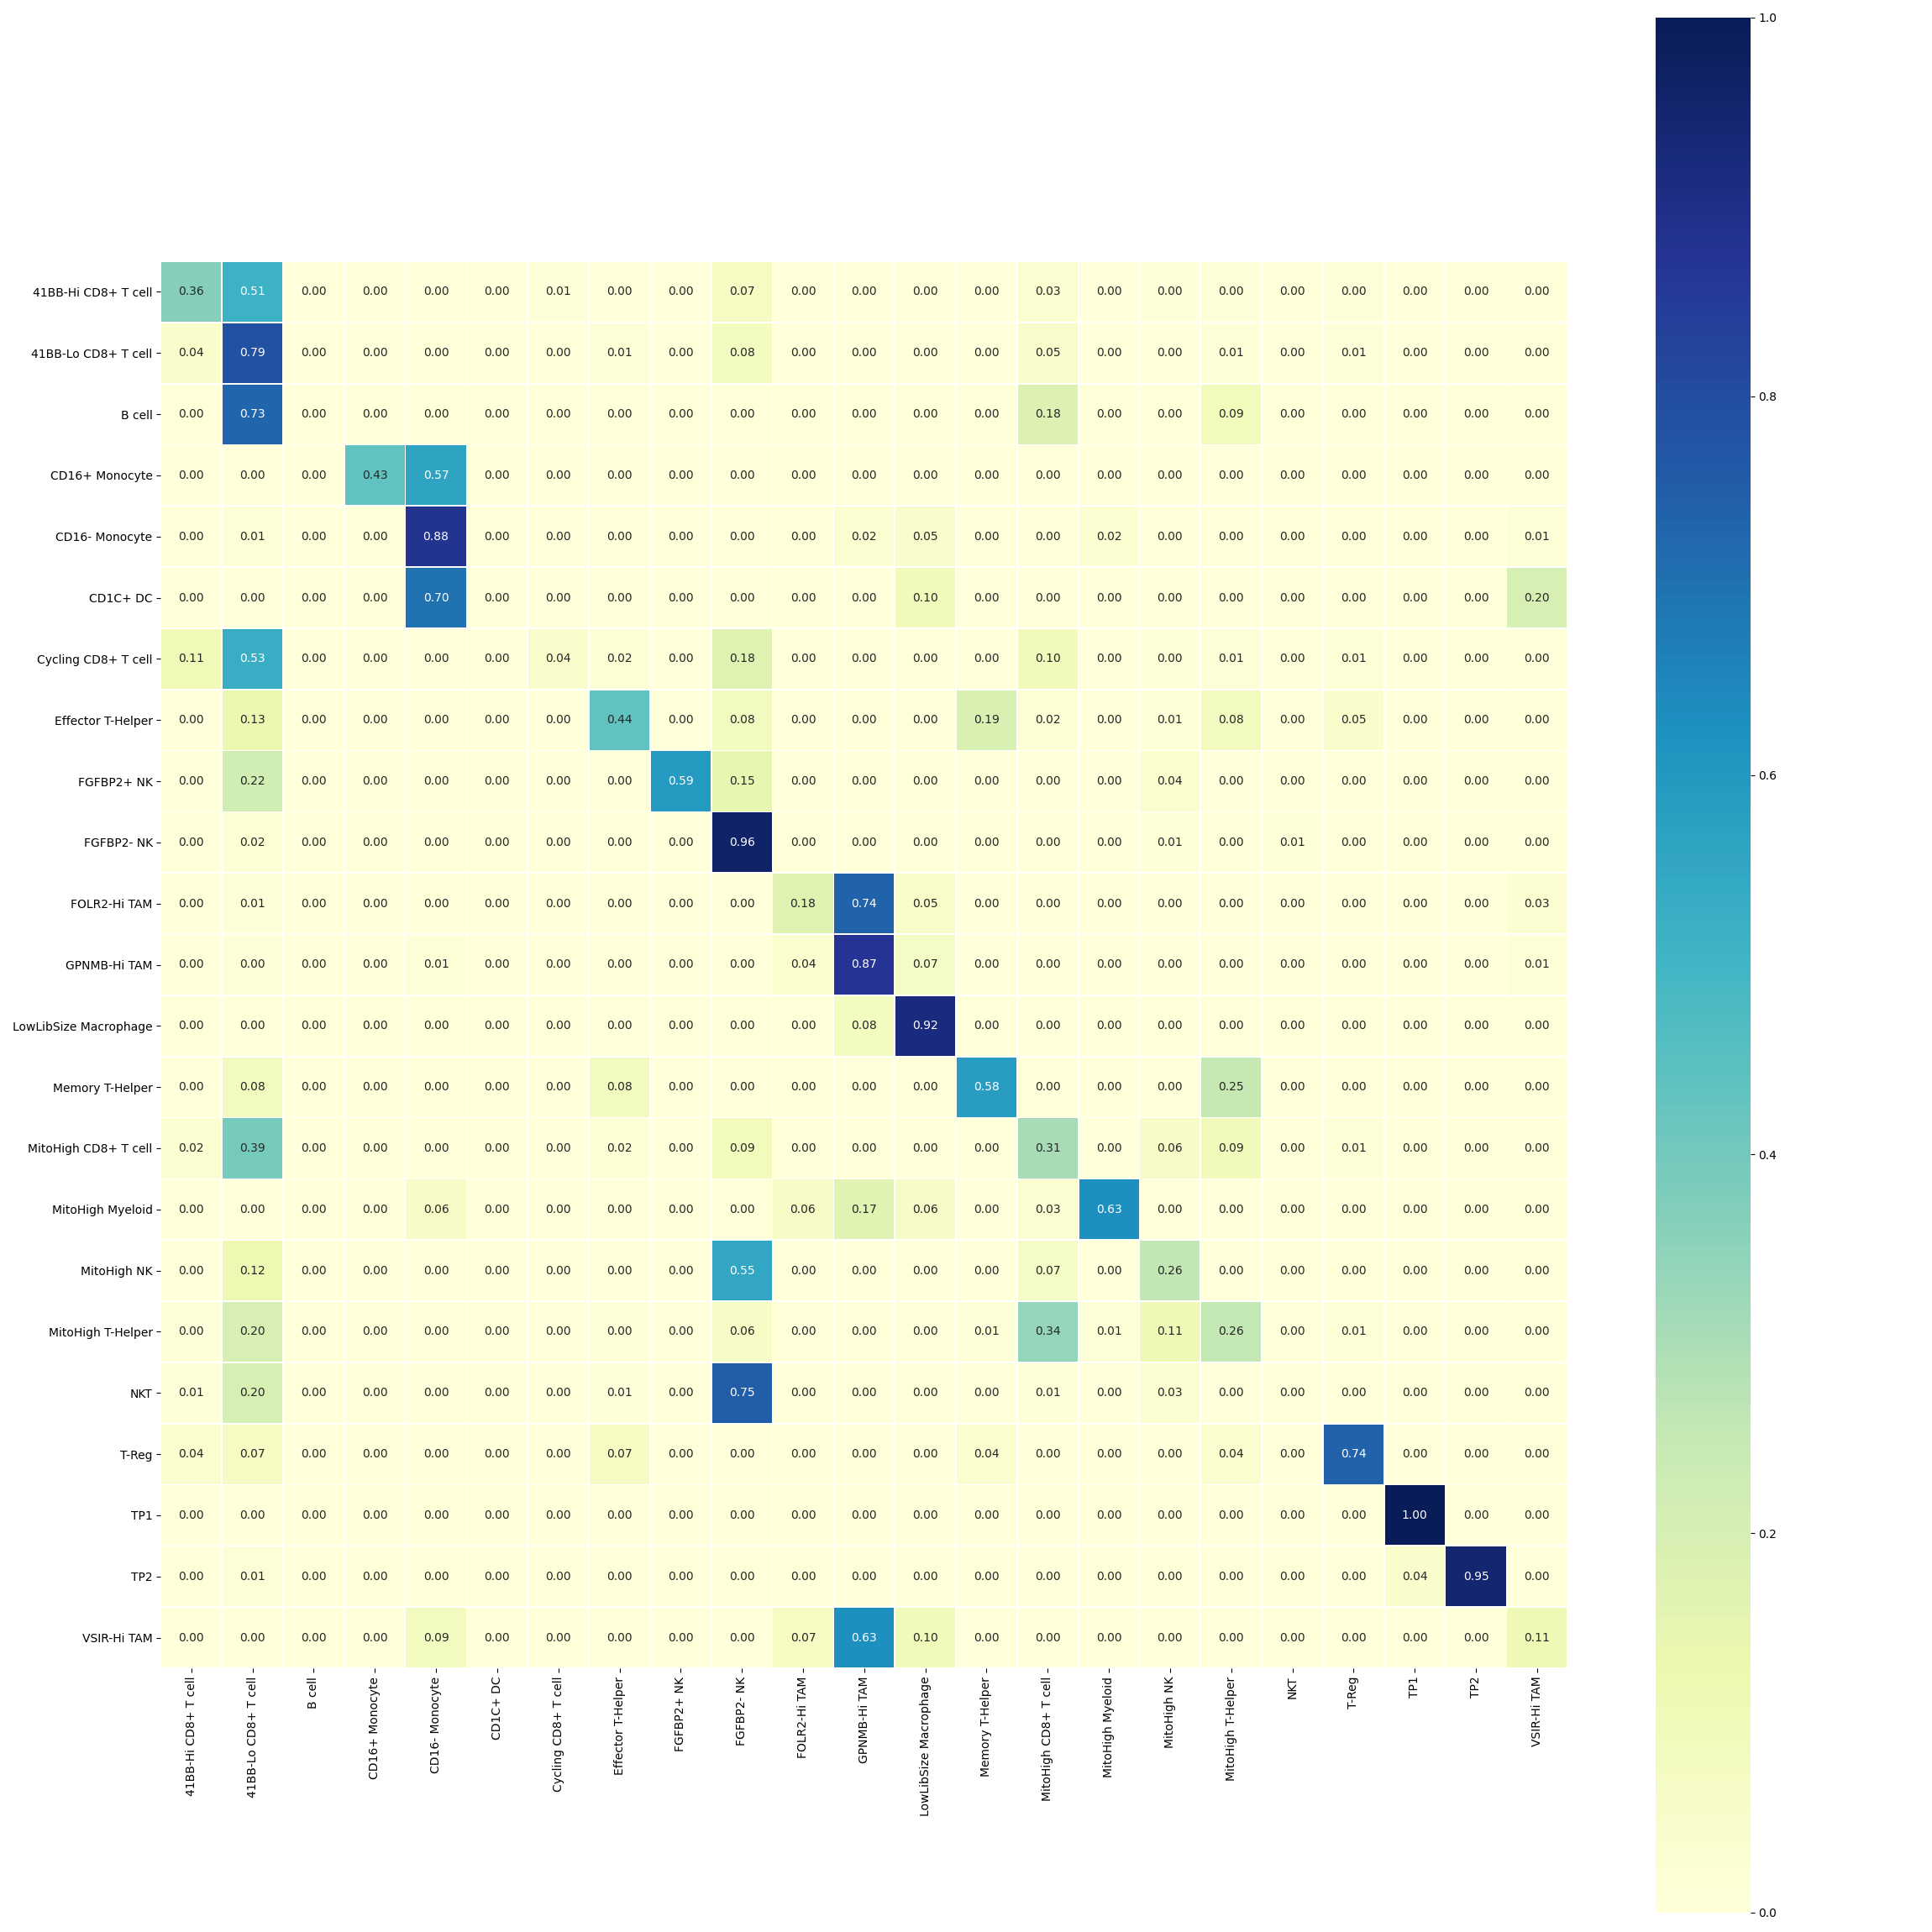 1.0
41BB-Hi CD8+ T cell 0.36 0.51 0.00 0.00 0.00 0.00 0.01 0.00 0.00 0.07 0.00 0.00 0.00 0.00 0.03 0.00 0.00 0.00 0.00 0.00 0.00 0.00 0.00
41BB-Lo CD8+ T cell 0.04 0.79 0.00 0.00 0.00 0.00 0.00 0.01 0.00 0.08 0.00 0.00 0.00 0.00 0.05 0.00 0.00 0.01 0.00 0.01 0.00 0.00 0.00
0.8
B cell 0.00 0.73 0.00 0.00 0.00 0.00 0.00 0.00 0.00 0.00 0.00 0.00 0.00 0.00 0.18 0.00 0.00 0.09 0.00 0.00 0.00 0.00 0.00
CD16+ Monocyte 0.00 0.00 0.00 0.43 0.57 0.00 0.00 0.00 0.00 0.00 0.00 0.00 0.00 0.00 0.00 0.00 0.00 0.00 0.00 0.00 0.00 0.00 0.00
CD16- Monocyte 0.00 0.01 0.00 0.00 0.88 0.00 0.00 0.00 0.00 0.00 0.00 0.02 0.05 0.00 0.00 0.02 0.00 0.00 0.00 0.00 0.00 0.00 0.01
CD1C+ DC 0.00 0.00 0.00 0.00 0.70 0.00 0.00 0.00 0.00 0.00 0.00 0.00 0.10 0.00 0.00 0.00 0.00 0.00 0.00 0.00 0.00 0.00 0.20
Cycling CD8+ T cell 0.11 0.53 0.00 0.00 0.00 0.00 0.04 0.02 0.00 0.18 0.00 0.00 0.00 0.00 0.10 0.00 0.00 0.01 0.00 0.01 0.00 0.00 0.00
Effector T-Helper 0.00 0.13 0.00 0.00 0.00 0.00 0.00 0.44 0.00 0.08 0.00 0.00 0.00 0.19 0.02 0.00 0.01 0.08 0.00 0.05 0.00 0.00 0.00
0.6
FGFBP2+ NK 0.00 0.22 0.00 0.00 0.00 0.00 0.00 0.00 0.59 0.15 0.00 0.00 0.00 0.00 0.00 0.00 0.04 0.00 0.00 0.00 0.00 0.00 0.00
FGFBP2- NK 0.00 0.02 0.00 0.00 0.00 0.00 0.00 0.00 0.00 0.96 0.00 0.00 0.00 0.00 0.00 0.00 0.01 0.00 0.01 0.00 0.00 0.00 0.00
FOLR2-Hi TAM 0.00 0.01 0.00 0.00 0.00 0.00 0.00 0.00 0.00 0.00 0.18 0.74 0.05 0.00 0.00 0.00 0.00 0.00 0.00 0.00 0.00 0.00 0.03
GPNMB-Hi TAM 0.00 0.00 0.00 0.00 0.01 0.00 0.00 0.00 0.00 0.00 0.04 0.87 0.07 0.00 0.00 0.00 0.00 0.00 0.00 0.00 0.00 0.00 0.01
LowLibSize Macrophage 0.00 0.00 0.00 0.00 0.00 0.00 0.00 0.00 0.00 0.00 0.00 0.08 0.92 0.00 0.00 0.00 0.00 0.00 0.00 0.00 0.00 0.00 0.00
Memory T-Helper 0.00 0.08 0.00 0.00 0.00 0.00 0.00 0.08 0.00 0.00 0.00 0.00 0.00 0.58 0.00 0.00 0.00 0.25 0.00 0.00 0.00 0.00 0.00
MitoHigh CD8+ T cell 0.02 0.39 0.00 0.00 0.00 0.00 0.00 0.02 0.00 0.09 0.00 0.00 0.00 0.00 0.31 0.00 0.06 0.09 0.00 0.01 0.00 0.00 0.00
0.4
MitoHigh Myeloid 0.00 0.00 0.00 0.00 0.06 0.00 0.00 0.00 0.00 0.00 0.06 0.17 0.06 0.00 0.03 0.63 0.00 0.00 0.00 0.00 0.00 0.00 0.00
MitoHigh NK 0.00 0.12 0.00 0.00 0.00 0.00 0.00 0.00 0.00 0.55 0.00 0.00 0.00 0.00 0.07 0.00 0.26 0.00 0.00 0.00 0.00 0.00 0.00
MitoHigh T-Helper 0.00 0.20 0.00 0.00 0.00 0.00 0.00 0.00 0.00 0.06 0.00 0.00 0.00 0.01 0.34 0.01 0.11 0.26 0.00 0.01 0.00 0.00 0.00
NKT 0.01 0.20 0.00 0.00 0.00 0.00 0.00 0.01 0.00 0.75 0.00 0.00 0.00 0.00 0.01 0.00 0.03 0.00 0.00 0.00 0.00 0.00 0.00
T-Reg 0.04 0.07 0.00 0.00 0.00 0.00 0.00 0.07 0.00 0.00 0.00 0.00 0.00 0.04 0.00 0.00 0.00 0.04 0.00 0.74 0.00 0.00 0.00
TP1 0.00 0.00 0.00 0.00 0.00 0.00 0.00 0.00 0.00 0.00 0.00 0.00 0.00 0.00 0.00 0.00 0.00 0.00 0.00 0.00 1.00 0.00 0.00
0.2
TP2 0.00 0.01 0.00 0.00 0.00 0.00 0.00 0.00 0.00 0.00 0.00 0.00 0.00 0.00 0.00 0.00 0.00 0.00 0.00 0.00 0.04 0.95 0.00
VSIR-Hi TAM 0.00 0.00 0.00 0.00 0.09 0.00 0.00 0.00 0.00 0.00 0.07 0.63 0.10 0.00 0.00 0.00 0.00 0.00 0.00 0.00 0.00 0.00 0.11
41BB-Hi CD8+ T cell
41BB-Lo CD8+ T cell
B cell
CD16+ Monocyte
CD16- Monocyte
CD1C+ DC
Cycling CD8+ T cell
Effector T-Helper
FGFBP2+ NK
FGFBP2- NK
FOLR2-Hi TAM
GPNMB-Hi TAM
LowLibSize Macrophage
Memory T-Helper
MitoHigh CD8+ T cell
MitoHigh Myeloid
MitoHigh NK
MitoHigh T-Helper
NKT
T-Reg
TP1
TP2
VSIR-Hi TAM
0.0